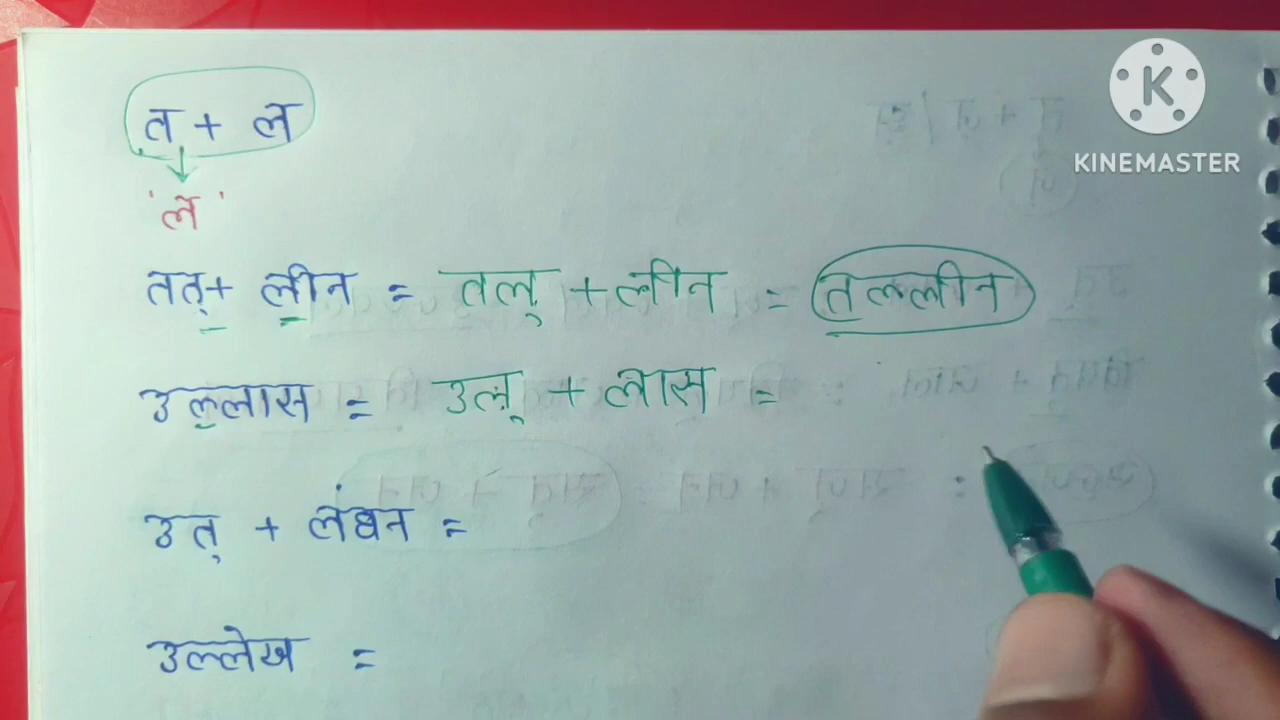 त् + ल
KINEMASTER
'ल'
तत् + लीन = तल् + लीन = तल्लीन
उल्लास = उल् + लास =
उत् + लंघन =
उल्लेख =